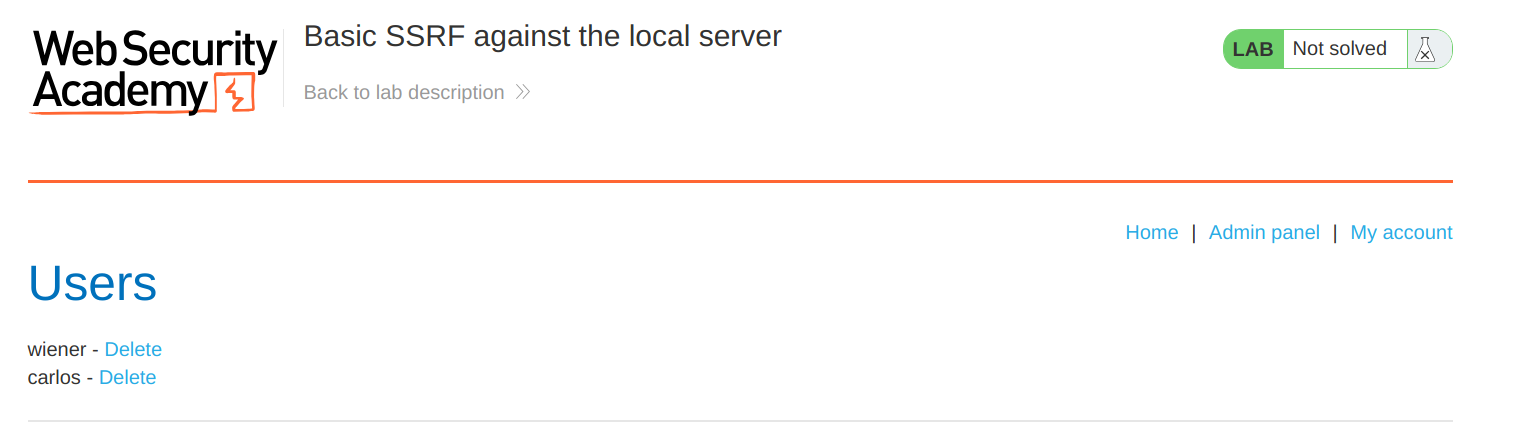 Web Security
Academy
Basic SSRF against the local server
Back to lab description
LAB Not solved
Home | Admin panel | My account
Users
wiener - Delete
carlos - Delete